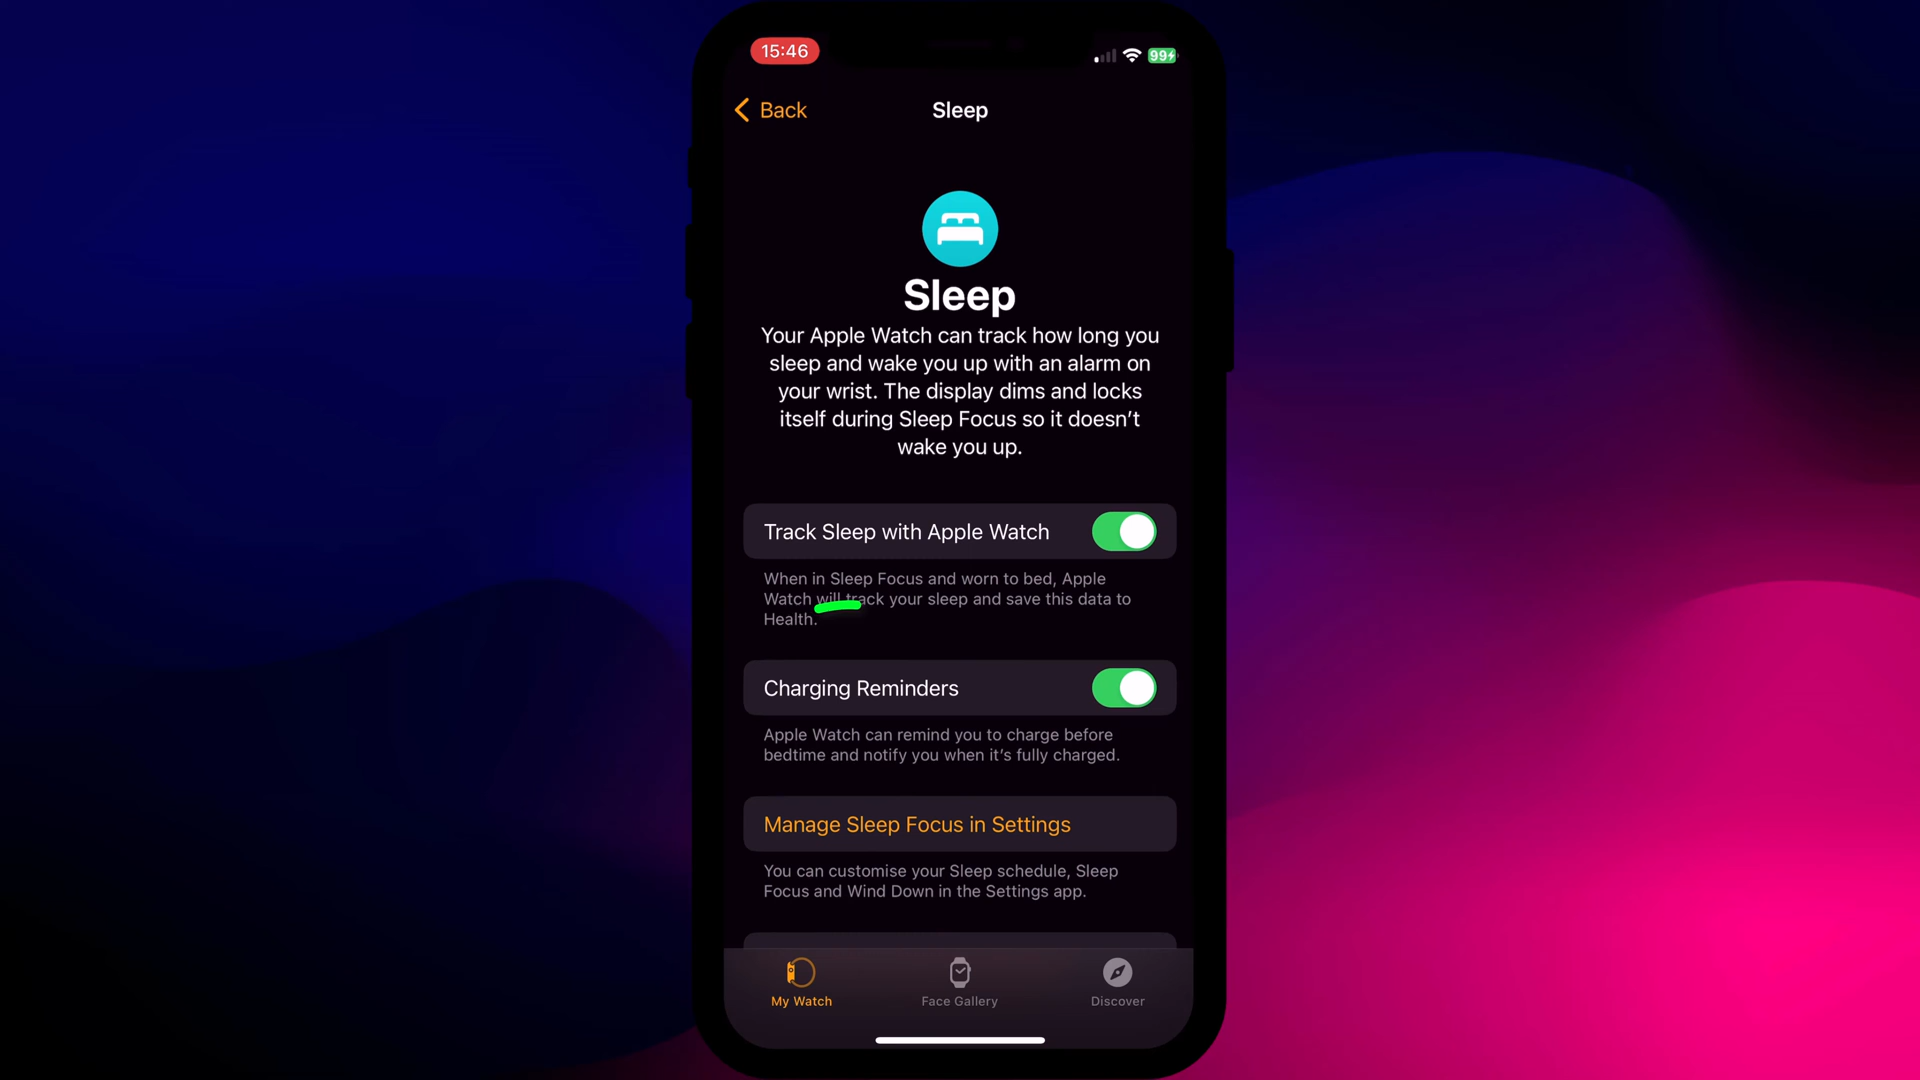 15:46
99
Back
Sleep
Sleep
Your Apple Watch can track how long you
sleep and wake you up with an alarm on
your wrist. The display dims and locks
itself during Sleep Focus so it doesn’t
wake you up.
Track Sleep with Apple Watch
When in Sleep Focus and worn to bed, Apple
Watch will track your sleep and save this data to
Health.
Charging Reminders
Apple Watch can remind you to charge before
bedtime and notify you when it’s fully charged.
Manage Sleep Focus in Settings
You can customise your Sleep schedule, Sleep
Focus and Wind Down in the Settings app.
My Watch
Face Gallery
Discover